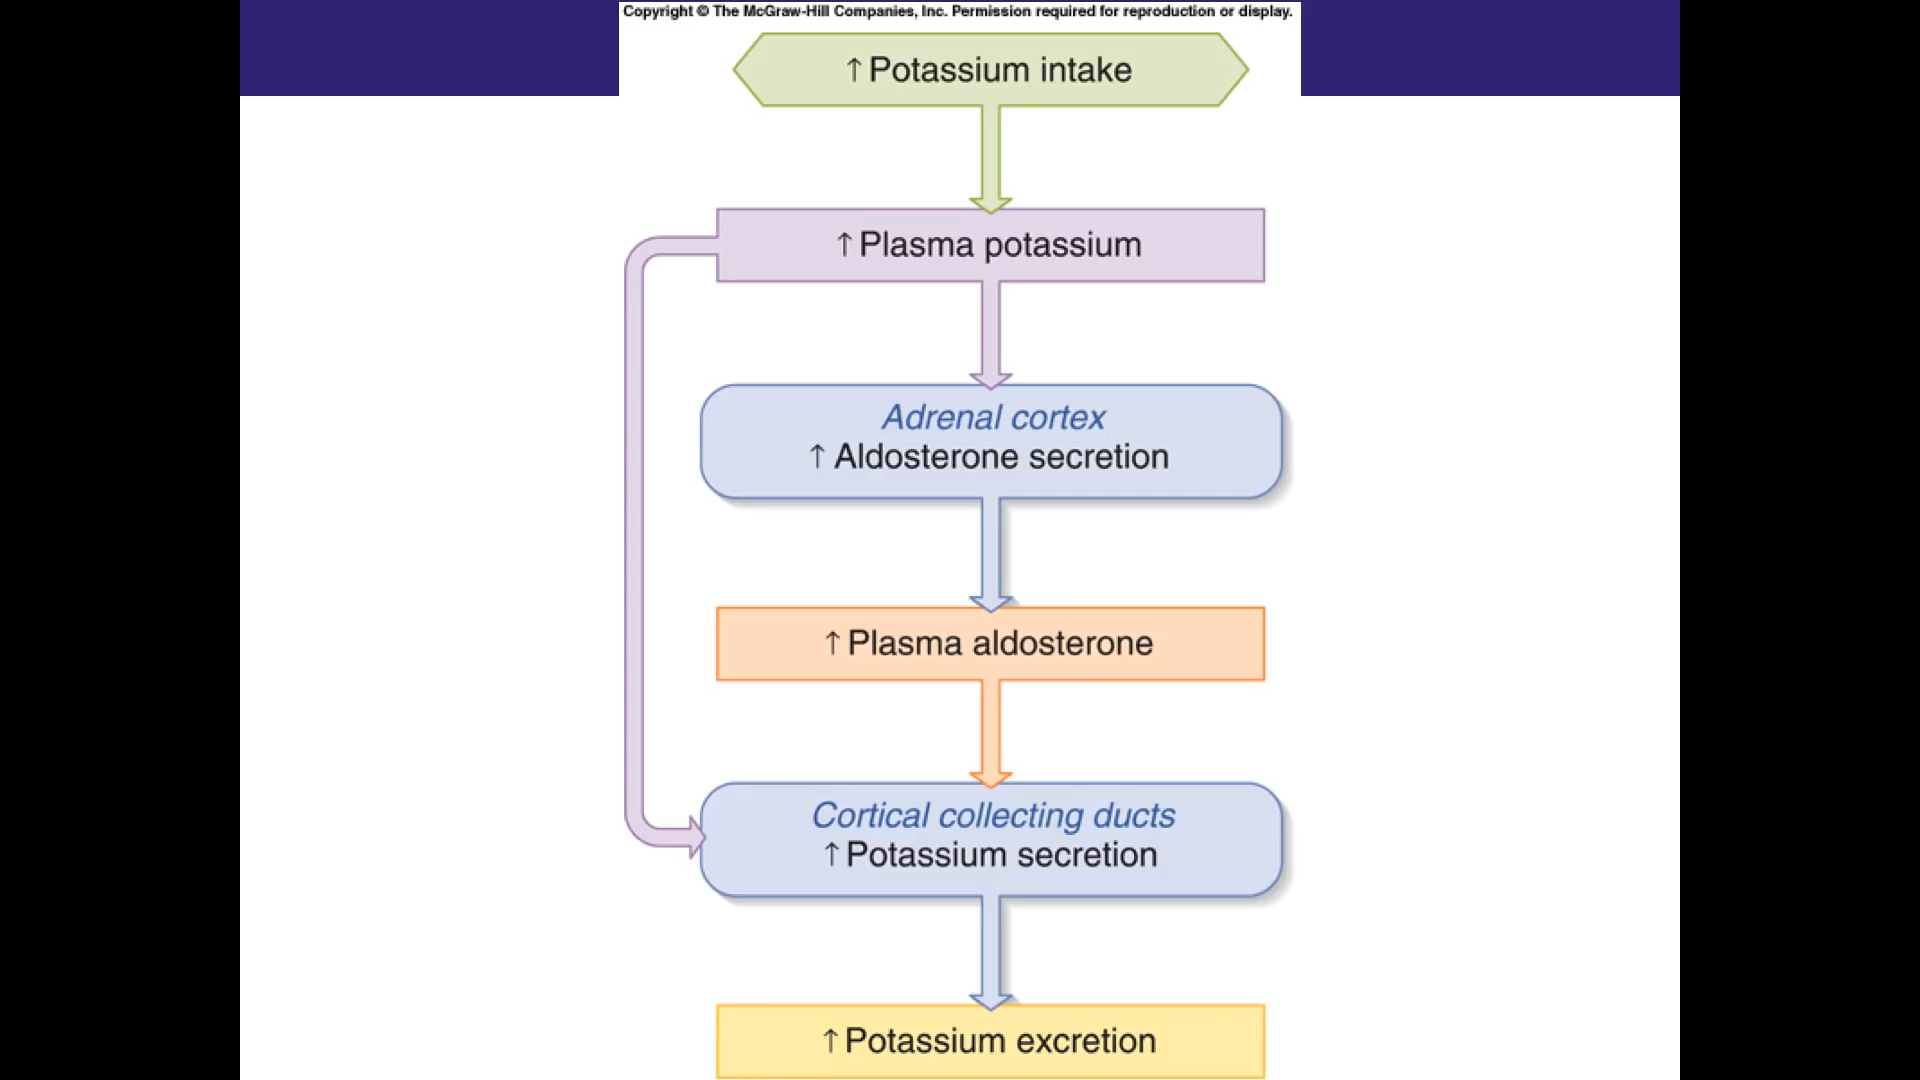 Copyright © The McGraw-Hill Companies, Inc. Permission required for reproduction or display.
↑ Potassium intake
↑ Plasma potassium
Adrenal cortex
↑ Aldosterone secretion
↑ Plasma aldosterone
Cortical collecting ducts
↑ Potassium secretion
↑ Potassium excretion